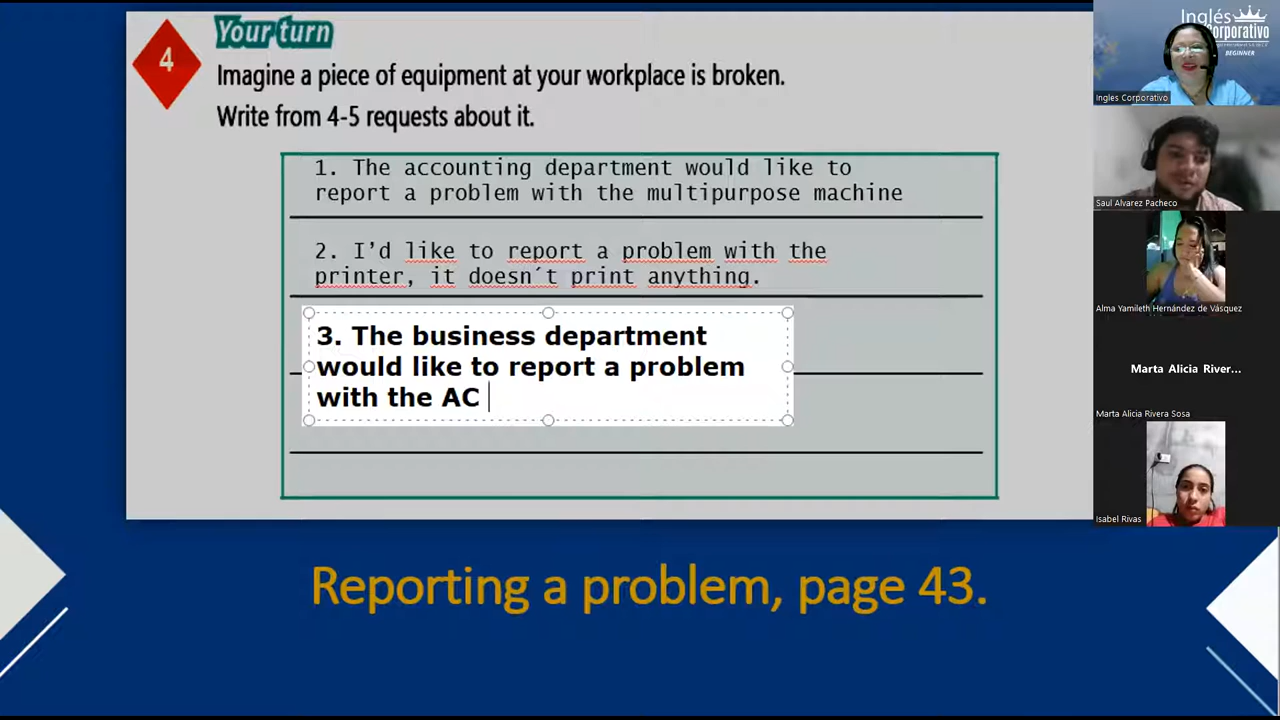 4
Your turn
Imagine a piece of equipment at your workplace is broken.
Write from 4-5 requests about it.
1. The accounting department would like to
report a problem with the multipurpose machine
2. I’d like to report a problem with the
printer, it doesn´t print anything.
3. The business department
would like to report a problem
with the AC
Reporting a problem, page 43.
Inglés
Corporativo
BEGINNER
Ingles Corporativo
Saul Alvarez Pacheco
Alma Yamileth Hernández de Vásquez
Marta Alicia River...
Marta Alicia Rivera Sosa
Isabel Rivas